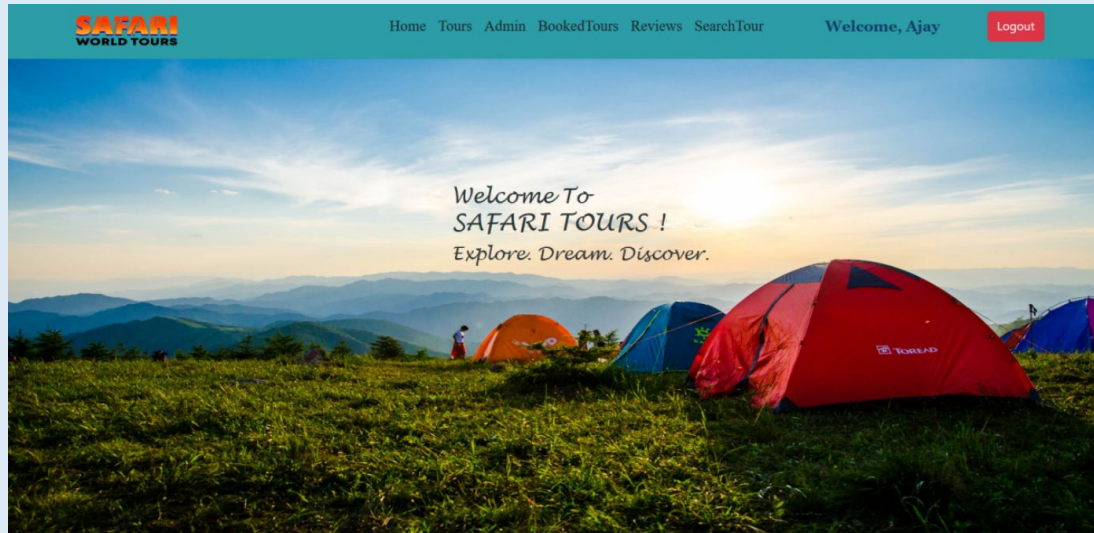 SAFARI
WORLD TOURS
Home Tours Admin BookedTours Reviews SearchTour
Welcome, Ajay
Logout
Welcome To
SAFARI TOURS !
Explore. Dream. Discover.
TOREAD